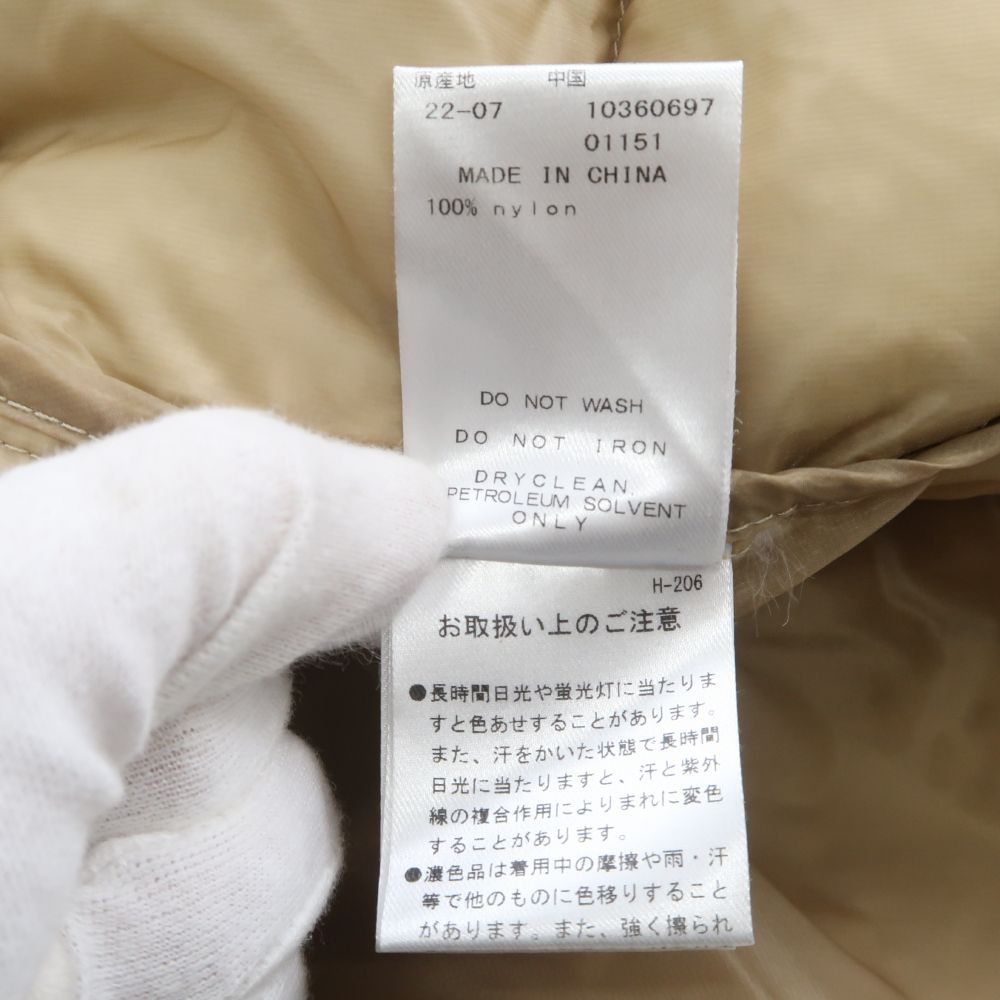 原産地 中国
22-07 10360697
01151
MADE IN CHINA
100% nylon
DO NOT WASH
DO NOT IRON
DRYCLEAN,
PETROLEUM SOLVENT
ONLY
H-206
お取扱い上のご注意
●長時間日光や蛍光灯に当たりま
すと色あせすることがあります。
また、汗をかいた状態で長時間
日光に当たりますと、汗と紫外
線の複合作用によりまれに変色
することがあります。
●濃色品は着用中の摩擦や雨・汗
等で他のものに色移りすること
があります。また、強く擦られ